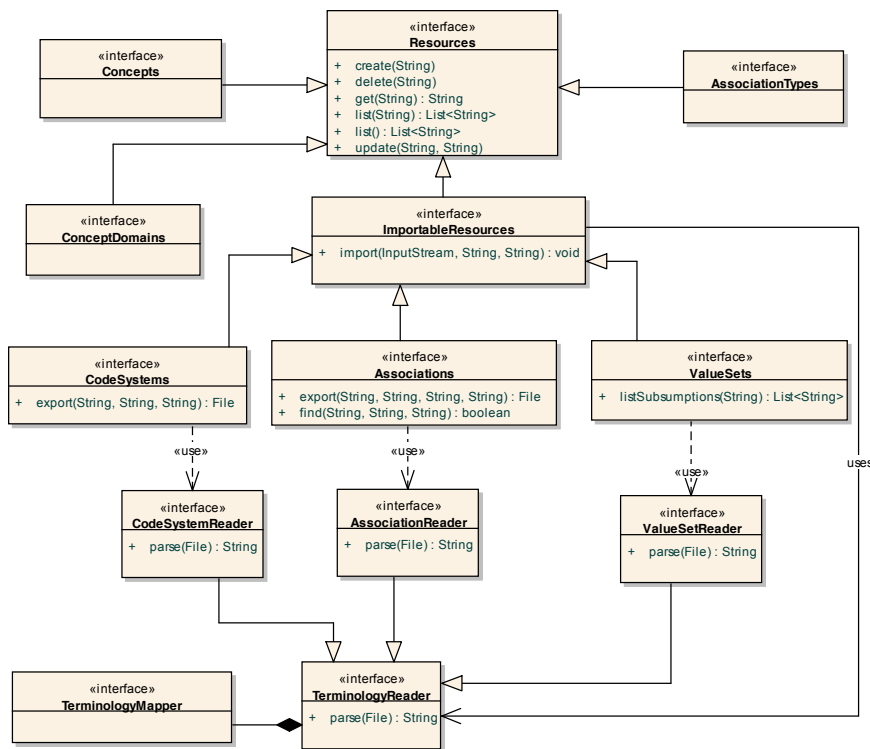 «interface»
Resources
+ create(String)
+ delete(String)
+ get(String) : String
+ list(String) : List<String>
+ list() : List<String>
+ update(String, String)
«interface»
Concepts
«interface»
AssociationTypes
«interface»
ConceptDomains
«interface»
ImportableResources
+ import(InputStream, String, String) : void
«interface»
CodeSystems
+ export(String, String, String) : File
«interface»
Associations
+ export(String, String, String, String) : File
+ find(String, String, String) : boolean
«interface»
ValueSets
+ listSubsumptions(String) : List<String>
«use»
«use»
«use»
uses
«interface»
CodeSystemReader
+ parse(File) : String
«interface»
AssociationReader
+ parse(File) : String
«interface»
ValueSetReader
+ parse(File) : String
«interface»
TerminologyMapper
«interface»
TerminologyReader
+ parse(File) : String